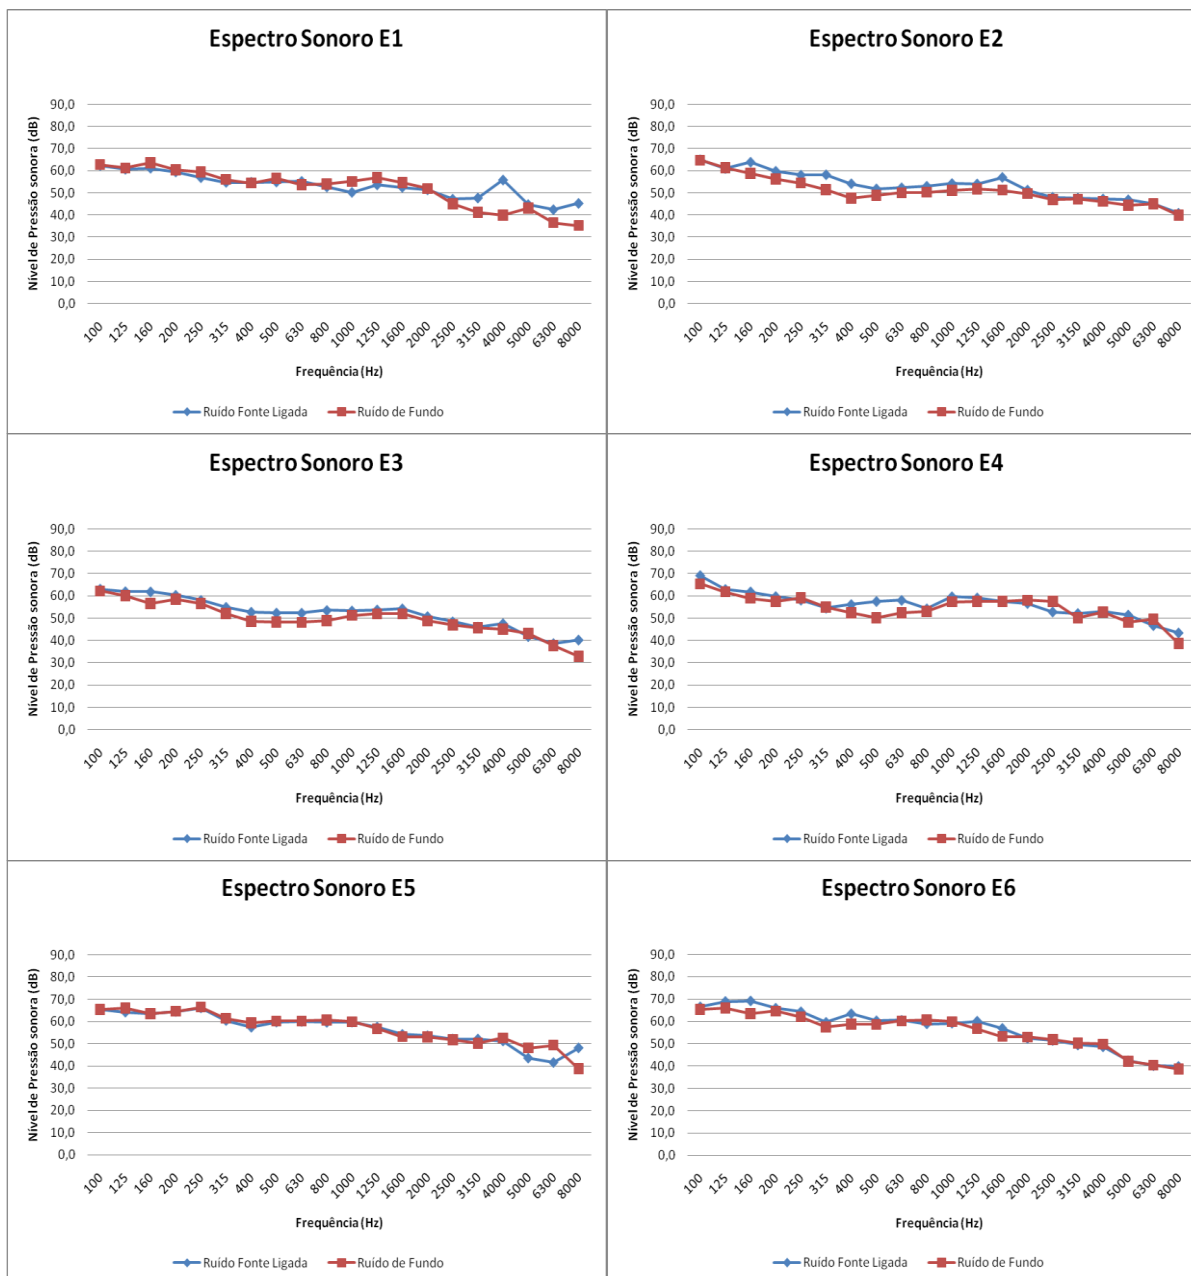 Espectro Sonoro E1
Nível de Pressão sonora (dB)
90,0
80,0
70,0
60,0
50,0
40,0
30,0
20,0
10,0
0,0
100 125 160 200 250 315 400 500 630 800 1000 1250 1600 2000 2500 3150 4000 5000 6300 8000
Frequência (Hz)
Ruído Fonte Ligada Ruído de Fundo
Espectro Sonoro E2
Nível de Pressão sonora (dB)
90,0
80,0
70,0
60,0
50,0
40,0
30,0
20,0
10,0
0,0
100 125 160 200 250 315 400 500 630 800 1000 1250 1600 2000 2500 3150 4000 5000 6300 8000
Frequência (Hz)
Ruído Fonte Ligada Ruído de Fundo
Espectro Sonoro E3
Nível de Pressão sonora (dB)
90,0
80,0
70,0
60,0
50,0
40,0
30,0
20,0
10,0
0,0
100 125 160 200 250 315 400 500 630 800 1000 1250 1600 2000 2500 3150 4000 5000 6300 8000
Frequência (Hz)
Ruído Fonte Ligada Ruído de Fundo
Espectro Sonoro E4
Nível de Pressão sonora (dB)
90,0
80,0
70,0
60,0
50,0
40,0
30,0
20,0
10,0
0,0
100 125 160 200 250 315 400 500 630 800 1000 1250 1600 2000 2500 3150 4000 5000 6300 8000
Frequência (Hz)
Ruído Fonte Ligada Ruído de Fundo
Espectro Sonoro E5
Nível de Pressão sonora (dB)
90,0
80,0
70,0
60,0
50,0
40,0
30,0
20,0
10,0
0,0
100 125 160 200 250 315 400 500 630 800 1000 1250 1600 2000 2500 3150 4000 5000 6300 8000
Frequência (Hz)
Ruído Fonte Ligada Ruído de Fundo
Espectro Sonoro E6
Nível de Pressão sonora (dB)
90,0
80,0
70,0
60,0
50,0
40,0
30,0
20,0
10,0
0,0
100 125 160 200 250 315 400 500 630 800 1000 1250 1600 2000 2500 3150 4000 5000 6300 8000
Frequência (Hz)
Ruído Fonte Ligada Ruído de Fundo